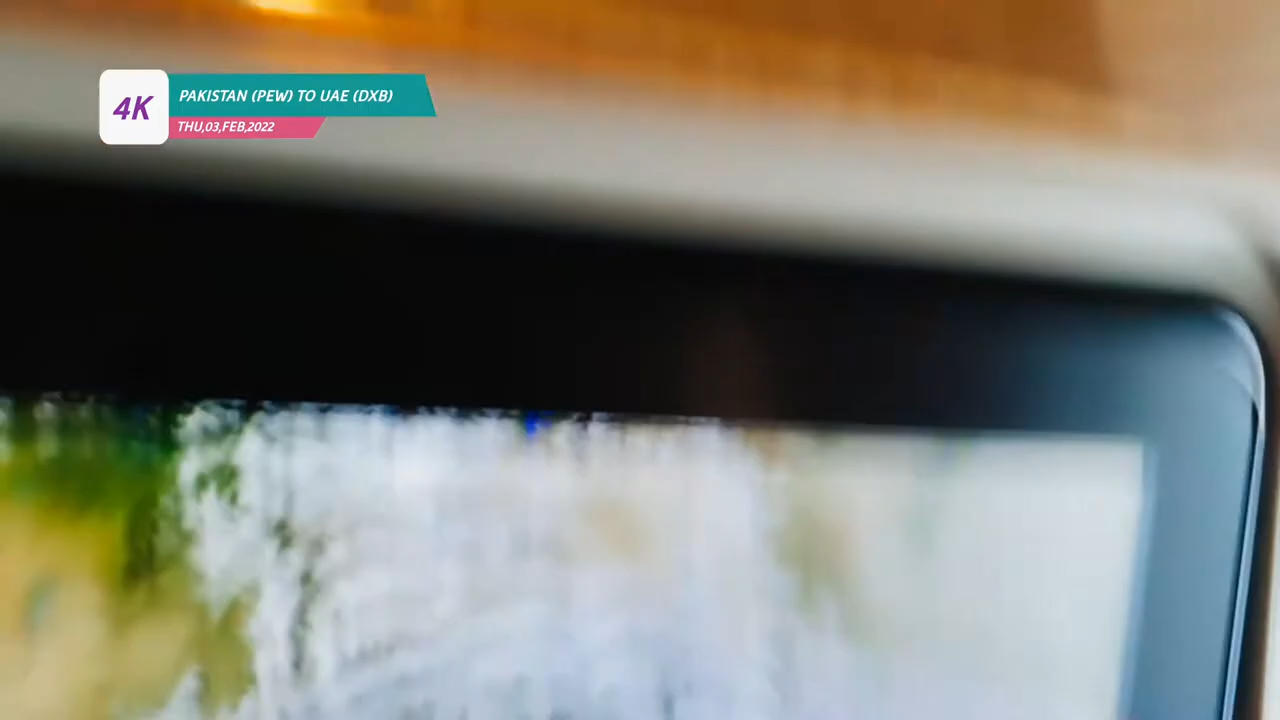 4K
PAKISTAN (PEW) TO UAE (DXB)
THU,03,FEB,2022